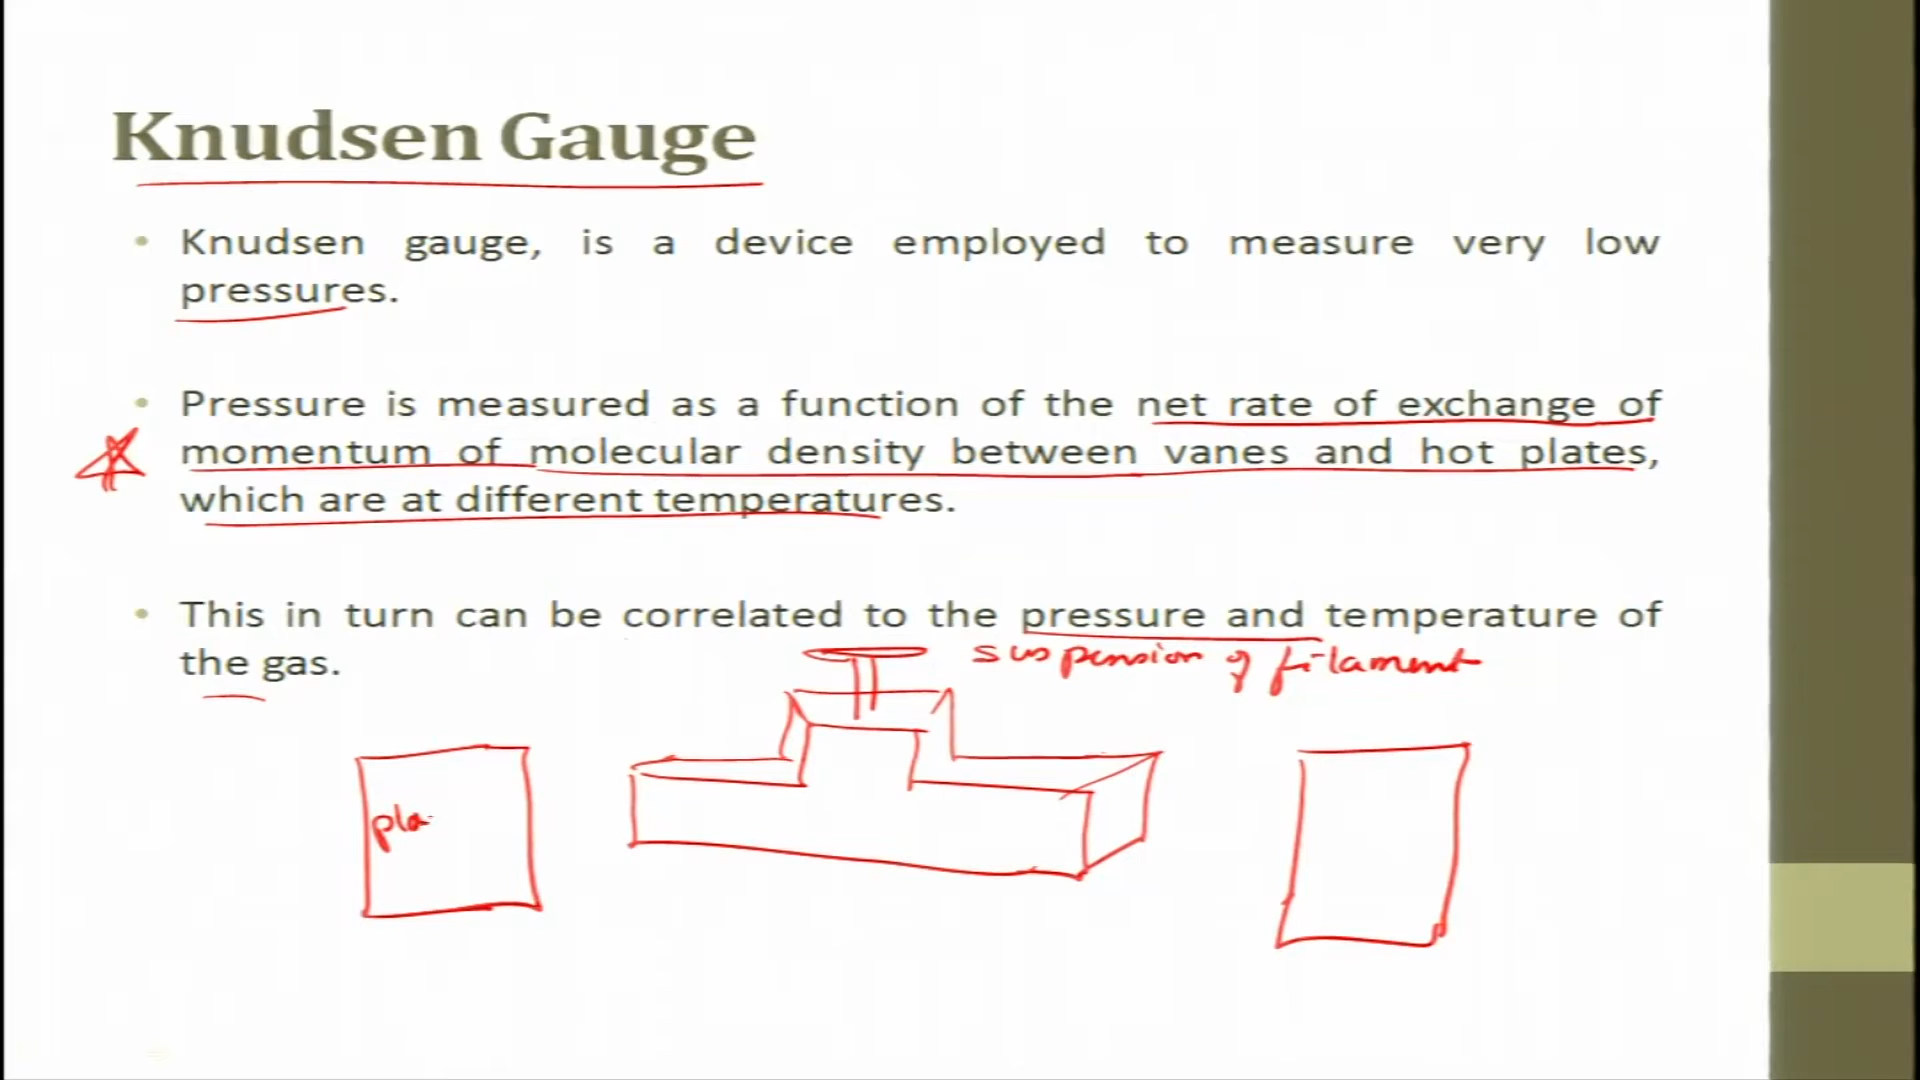 Knudsen Gauge
• Knudsen gauge, is a device employed to measure very low
pressures.
• Pressure is measured as a function of the net rate of exchange of
momentum of molecular density between vanes and hot plates,
which are at different temperatures.
• This in turn can be correlated to the pressure and temperature of
the gas.
suspension of filament
pla